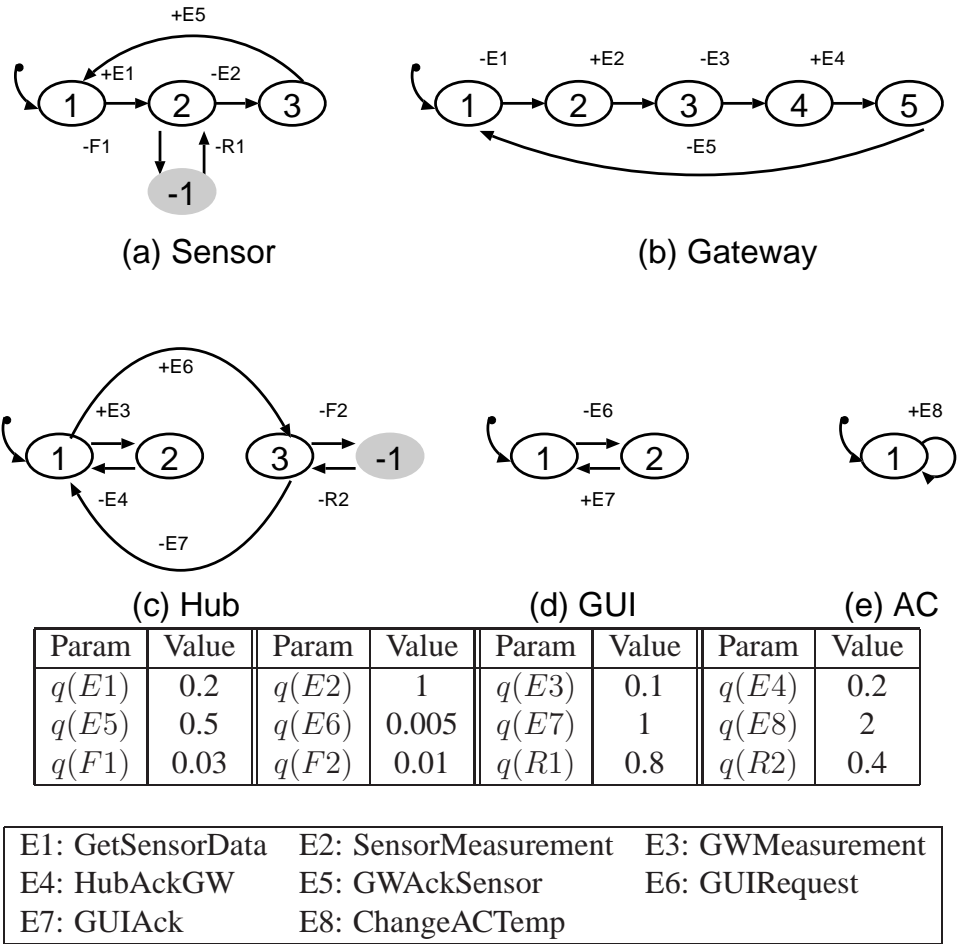 +E5
+E1 -E2
1 2 3
-F1 -R1
-1
(a) Sensor
-E1 +E2 -E3 +E4
1 2 3 4 5
-E5
(b) Gateway
+E6
+E3 -F2
1 2 3 -1
-E4 -R2
-E7
(c) Hub
-E6
1 2
+E7
(d) GUI
+E8
1
(e) AC
Param Value Param Value Param Value Param Value
q(E1) 0.2 q(E2) 1 q(E3) 0.1 q(E4) 0.2
q(E5) 0.5 q(E6) 0.005 q(E7) 1 q(E8) 2
q(F1) 0.03 q(F2) 0.01 q(R1) 0.8 q(R2) 0.4
E1: GetSensorData E2: SensorMeasurement E3: GWMeasurement
E4: HubAckGW E5: GWAckSensor E6: GUIRequest
E7: GUIAck E8: ChangeACTemp